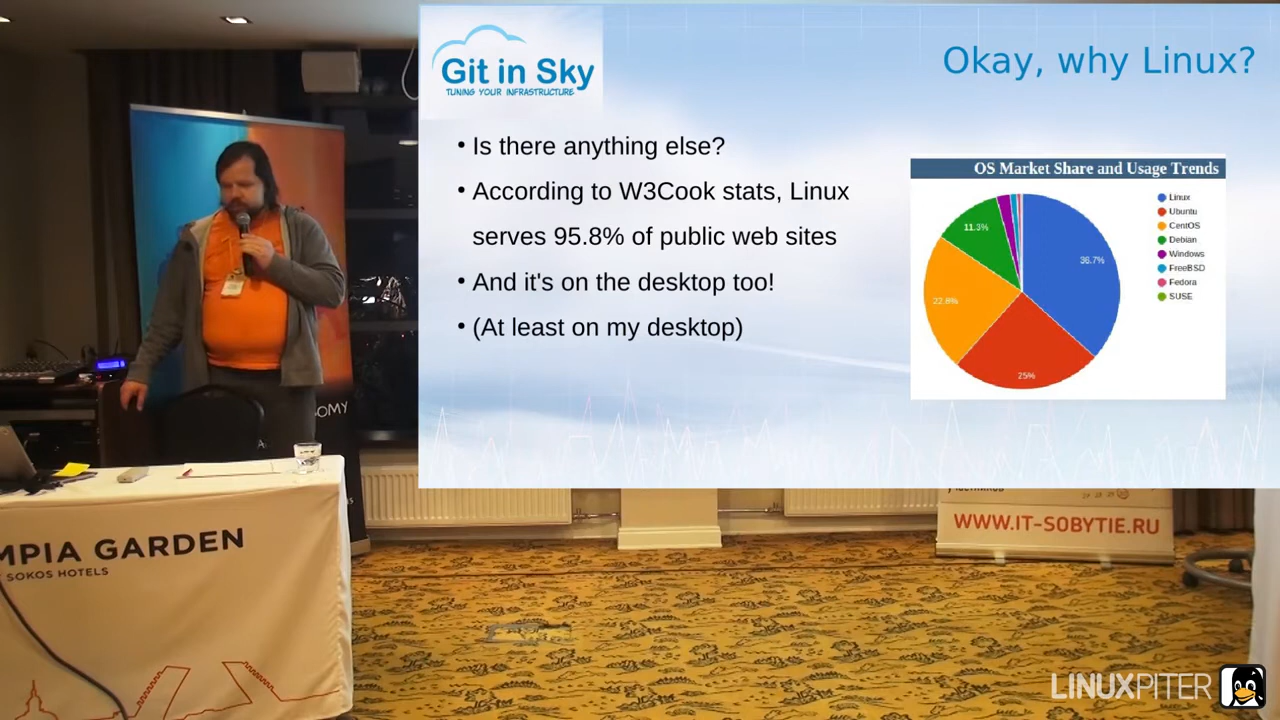 Git in Sky
TUNING YOUR INFRASTRUCTURE
Okay, why Linux?
• Is there anything else?
• According to W3Cook stats, Linux
serves 95.8% of public web sites
• And it's on the desktop too!
• (At least on my desktop)
OS Market Share and Usage Trends
36.7%
25%
22.8%
11.3%
Linux
Ubuntu
CentOS
Debian
Windows
FreeBSD
Fedora
SUSE
OMY
MPIA GARDEN
SOKOS HOTELS
WWW.IT-SOBYTIE.RU
LINUXPITER